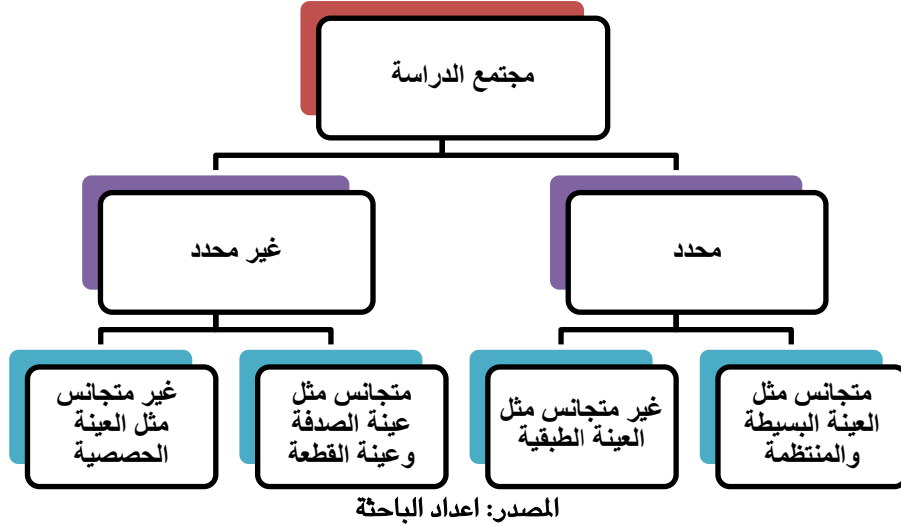 مجتمع الدراسة
محدد
غير محدد
متجانس مثل
العينة البسيطة
والمنتظمة
غير متجانس مثل
العينة الطبقية
متجانس مثل
عينة الصدفة
وعينة القطعة
غير متجانس
مثل العينة
الحصصية
المصدر: اعداد الباحثة